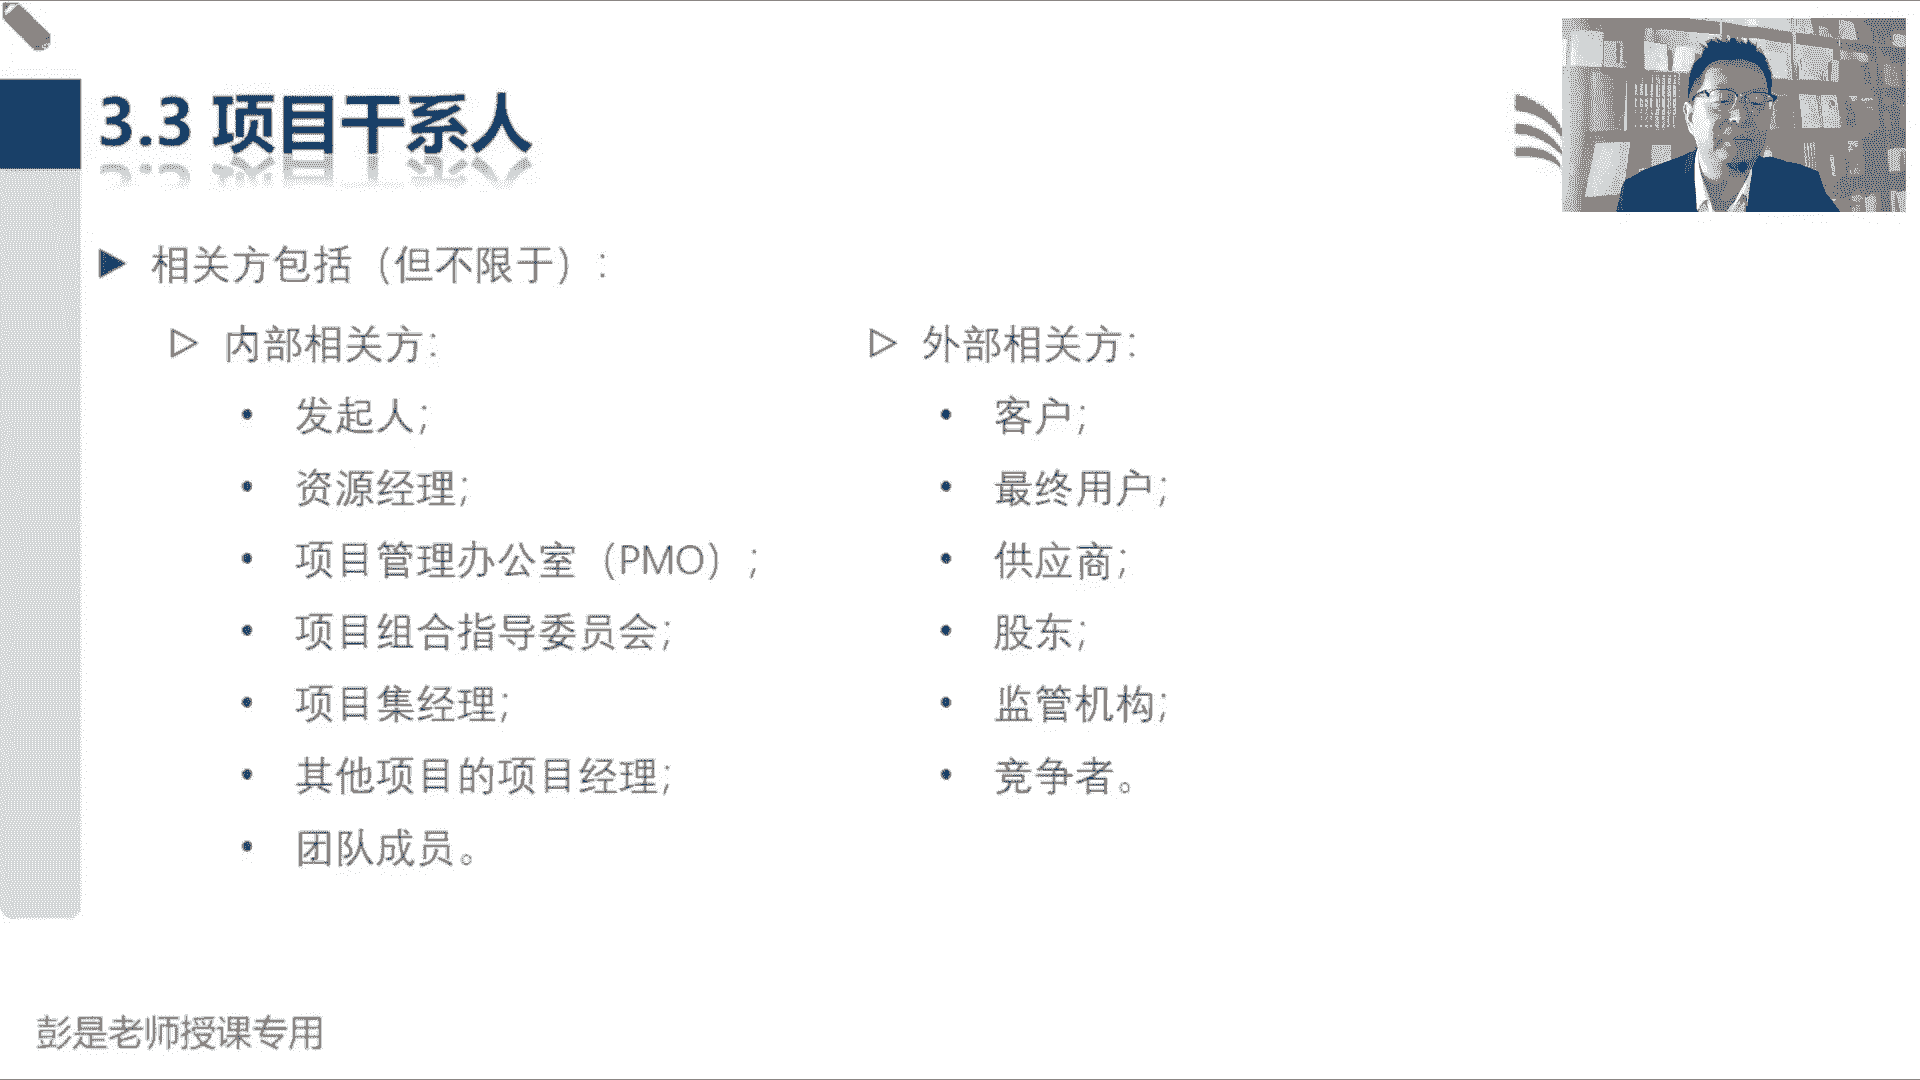 3.3 项目干系人
相关方包括（但不限于）：
内部相关方：
发起人；
资源经理；
项目管理办公室（PMO）；
项目组合指导委员会；
项目集经理；
其他项目的项目经理；
团队成员。
外部相关方：
客户；
最终用户；
供应商；
股东；
监管机构；
竞争者。
彭是老师授课专用